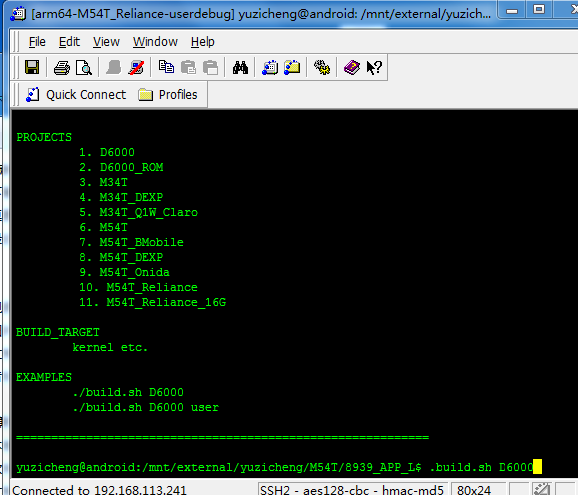 [arm64-M54T_Reliance-userdebug] yuzicheng@android: /mnt/external/yuzich...
File Edit View Window Help
Quick Connect Profiles
PROJECTS
1. D6000
2. D6000_ROM
3. M34T
4. M34T_DEXP
5. M34T_Q1W_Claro
6. M54T
7. M54T_BMobile
8. M54T_DEXP
9. M54T_Onida
10. M54T_Reliance
11. M54T_Reliance_16G
BUILD_TARGET
kernel etc.
EXAMPLES
./build.sh D6000
./build.sh D6000 user
===========================================================
yuzicheng@android:/mnt/external/yuzicheng/M54T/8939_APP_L$ .build.sh D6000
Connected to 192.168.113.241 SSH2 - aes128-cbc - hmac-md5 80x24